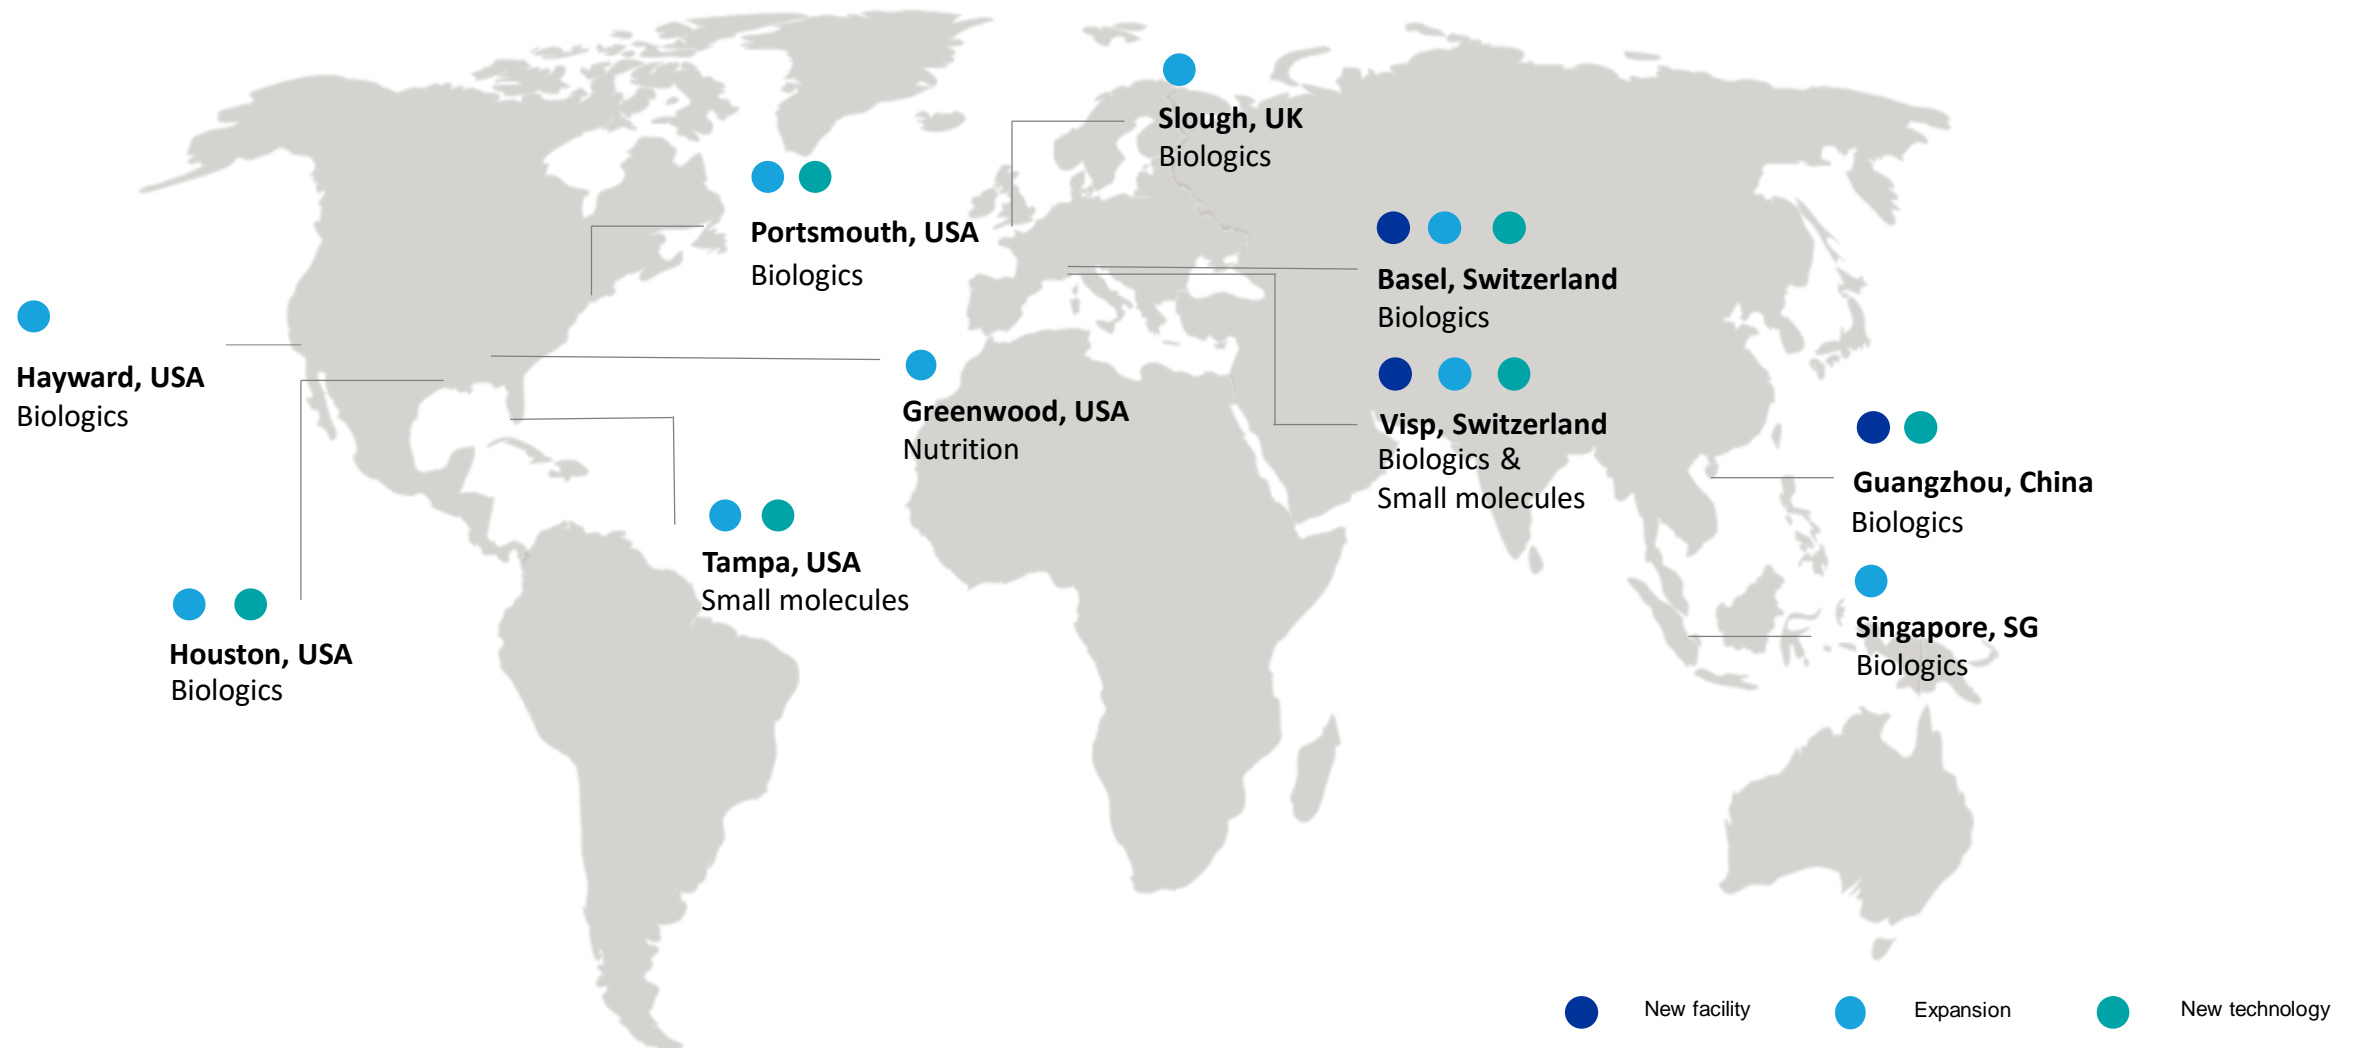 Slough, UK
Biologics
Portsmouth, USA
Biologics
Basel, Switzerland
Biologics
Hayward, USA
Biologics
Greenwood, USA
Nutrition
Visp, Switzerland
Biologics &
Small molecules
Guangzhou, China
Biologics
Tampa, USA
Small molecules
Houston, USA
Biologics
Singapore, SG
Biologics
New facility
Expansion
New technology